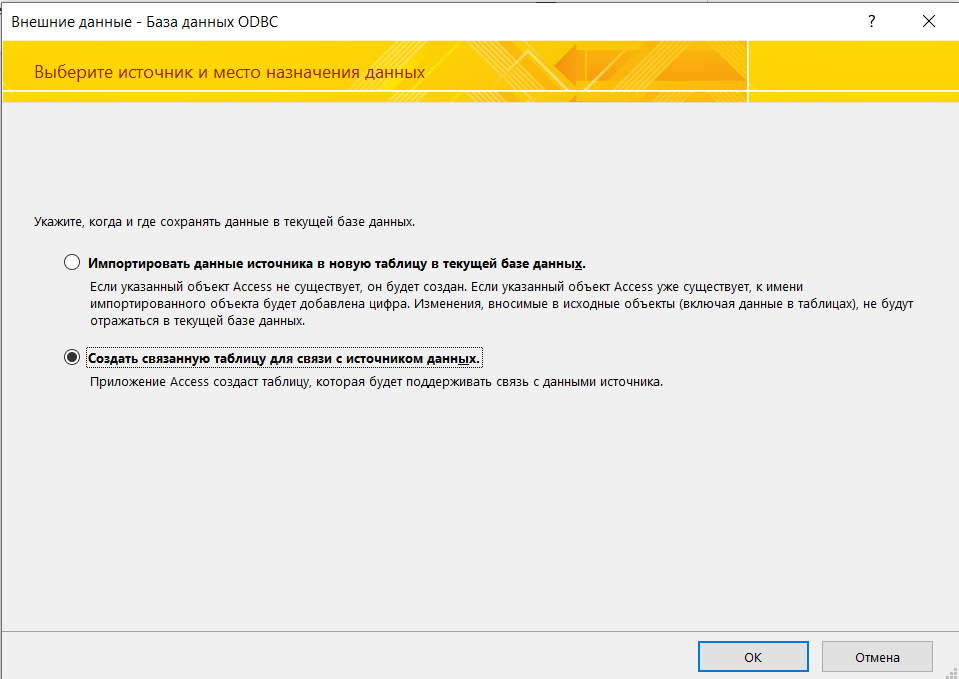 Внешние данные - База данных ODBC
?
Выберите источник и место назначения данных
Укажите, когда и где сохранять данные в текущей базе данных.
Импортировать данные источника в новую таблицу в текущей базе данных.
Если указанный объект Access не существует, он будет создан. Если указанный объект Access уже существует, к имени
импортированного объекта будет добавлена цифра. Изменения, вносимые в исходные объекты (включая данные в таблицах), не будут
отражаться в текущей базе данных.
Создать связанную таблицу для связи с источником данных.
Приложение Access создаст таблицу, которая будет поддерживать связь с данными источника.
ОК
Отмена